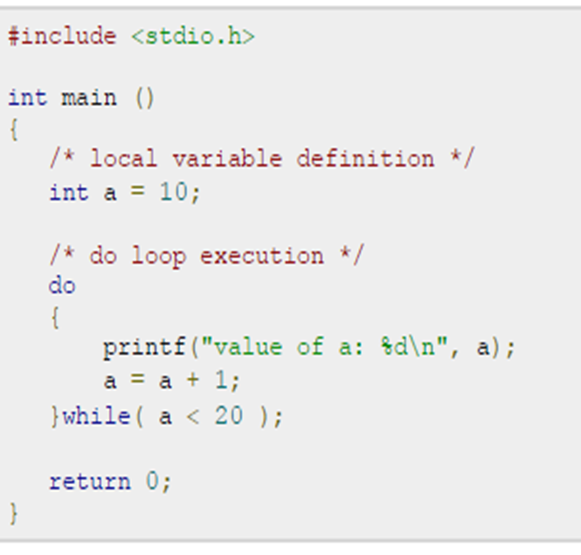 #include <stdio.h>
int main ()
{
/* local variable definition */
int a = 10;
/* do loop execution */
do
{
printf("value of a: %d\n", a);
a = a + 1;
}while( a < 20 );
return 0;
}